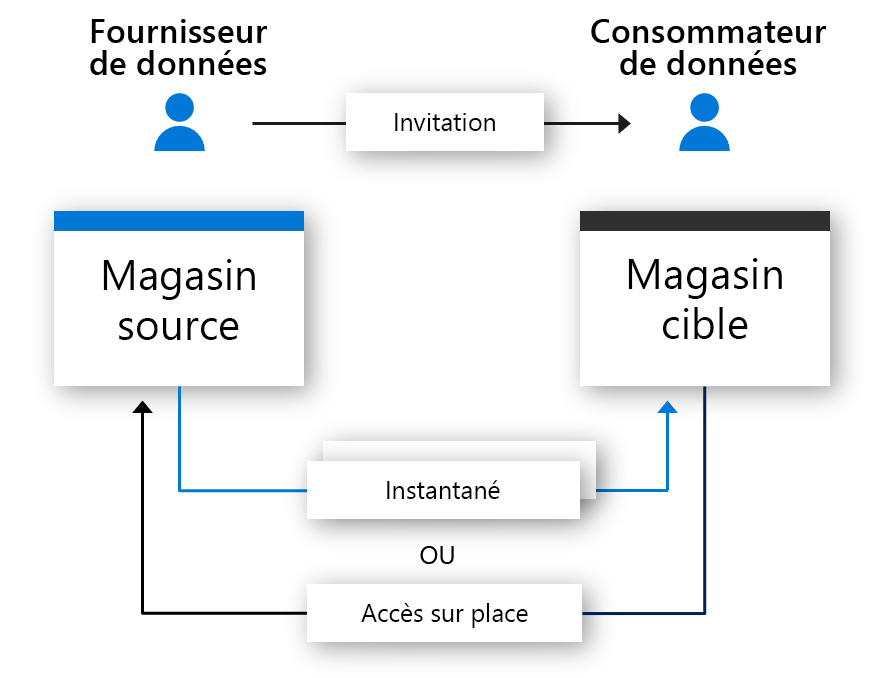 Fournisseur
de données
Consommateur
de données
Invitation
Magasin
source
Magasin
cible
Instantané
OU
Accès sur place